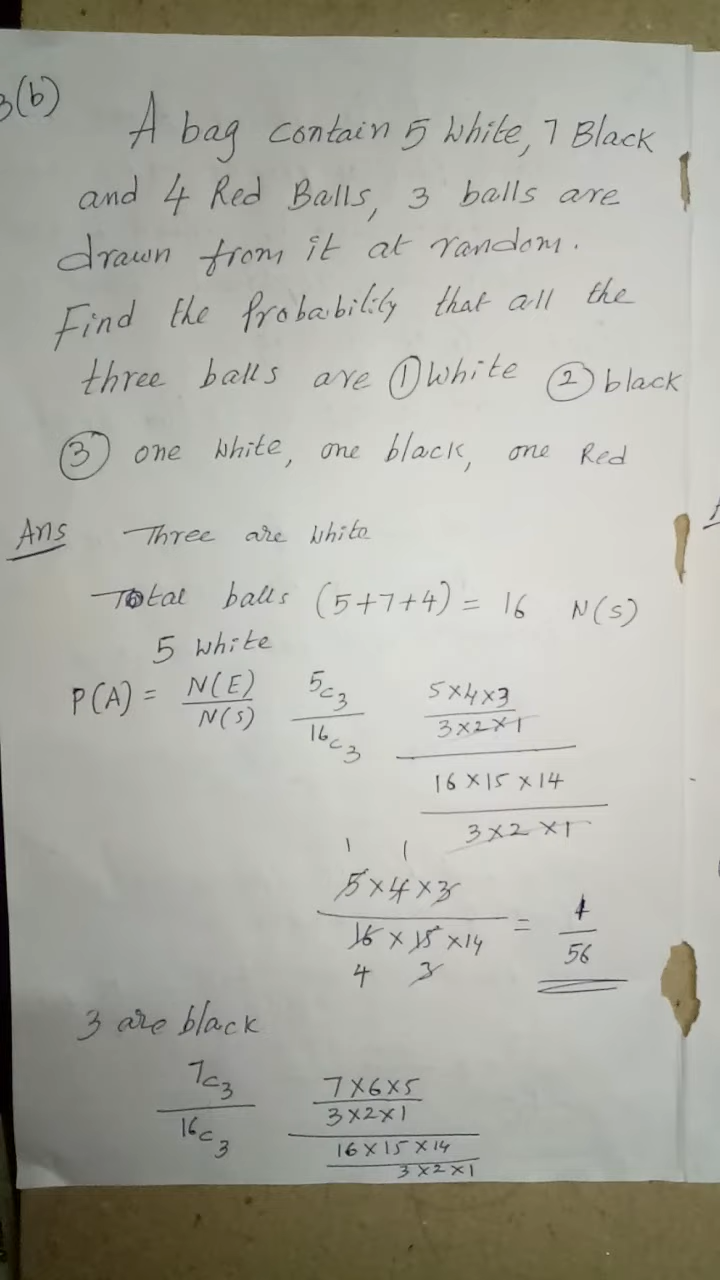 3(b)
A bag contain 5 white, 7 Black
and 4 Red Balls, 3 balls are
drawn from it at random.
Find the Probability that all the
three balls are ① white ② black
③ one white, one black, one Red
Ans Three are white
Total balls (5+7+4) = 16 N(S)
5 white
P(A) = N(E)/N(S) 5c3/16c3 5×4×3/3×2×1
16×15×14
3×2×1
1 1
5×4×3
16×15×14 = 1/56
4 3
3 are black
7c3 7×6×5
3×2×1
16c3 16×15×14
3×2×1